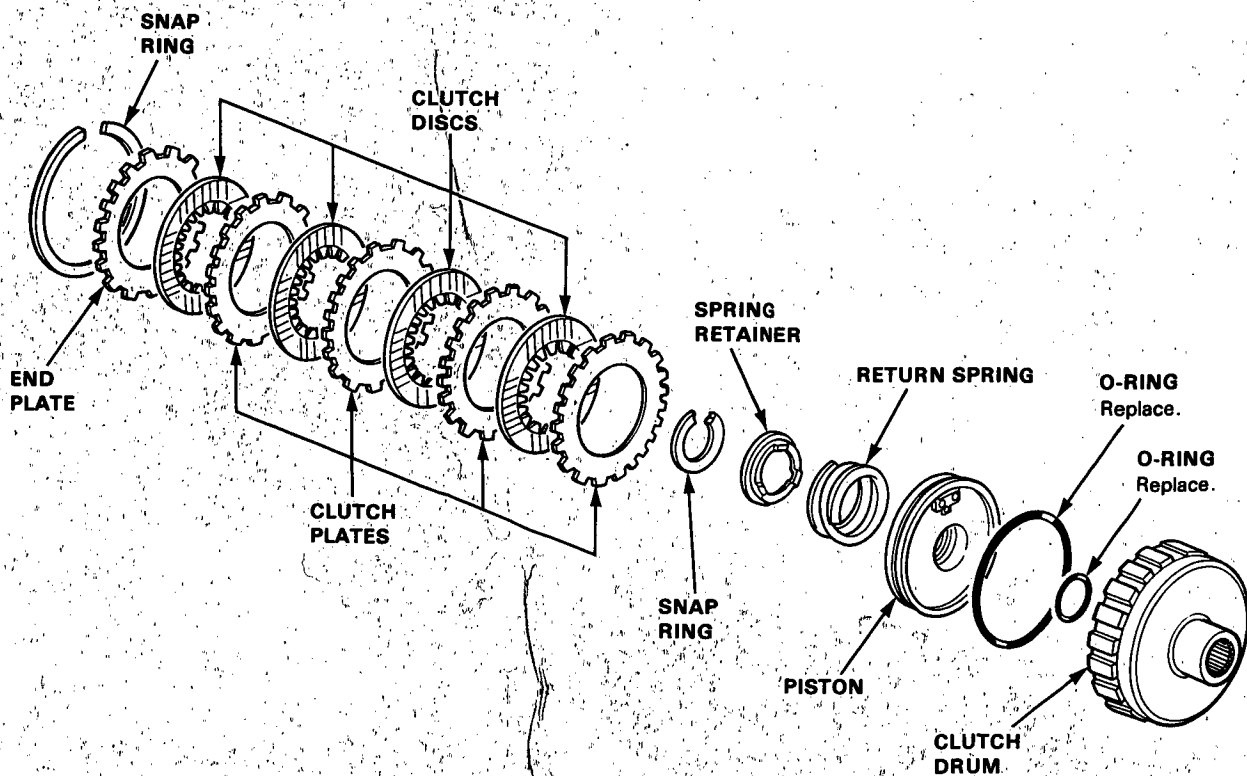 SNAP
RING
CLUTCH
DISCS
SPRING
RETAINER
RETURN SPRING
O-RING
Replace.
O-RING
Replace.
END
PLATE
CLUTCH
PLATES
SNAP
RING
PISTON
CLUTCH
DRUM